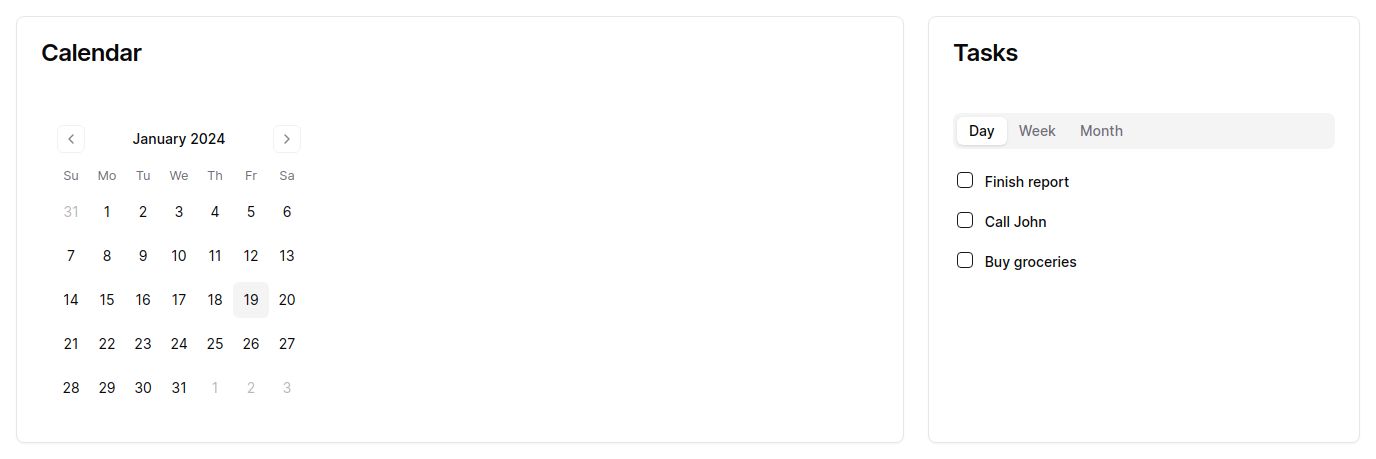 Calendar
January 2024
Su Mo Tu We Th Fr Sa
31 1 2 3 4 5 6
7 8 9 10 11 12 13
14 15 16 17 18 19 20
21 22 23 24 25 26 27
28 29 30 31 1 2 3
Tasks
Day Week Month
Finish report
Call John
Buy groceries